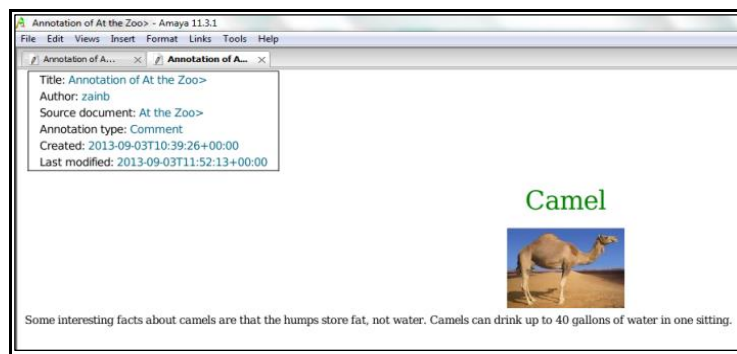 Annotation of At the Zoo> - Amaya 11.3.1
File Edit Views Insert Format Links Tools Help
Annotation of A... Annotation of A...
Title: Annotation of At the Zoo>
Author: zainb
Source document: At the Zoo>
Annotation type: Comment
Created: 2013-09-03T10:39:26+00:00
Last modified: 2013-09-03T11:52:13+00:00
Camel
Some interesting facts about camels are that the humps store fat, not water. Camels can drink up to 40 gallons of water in one sitting.